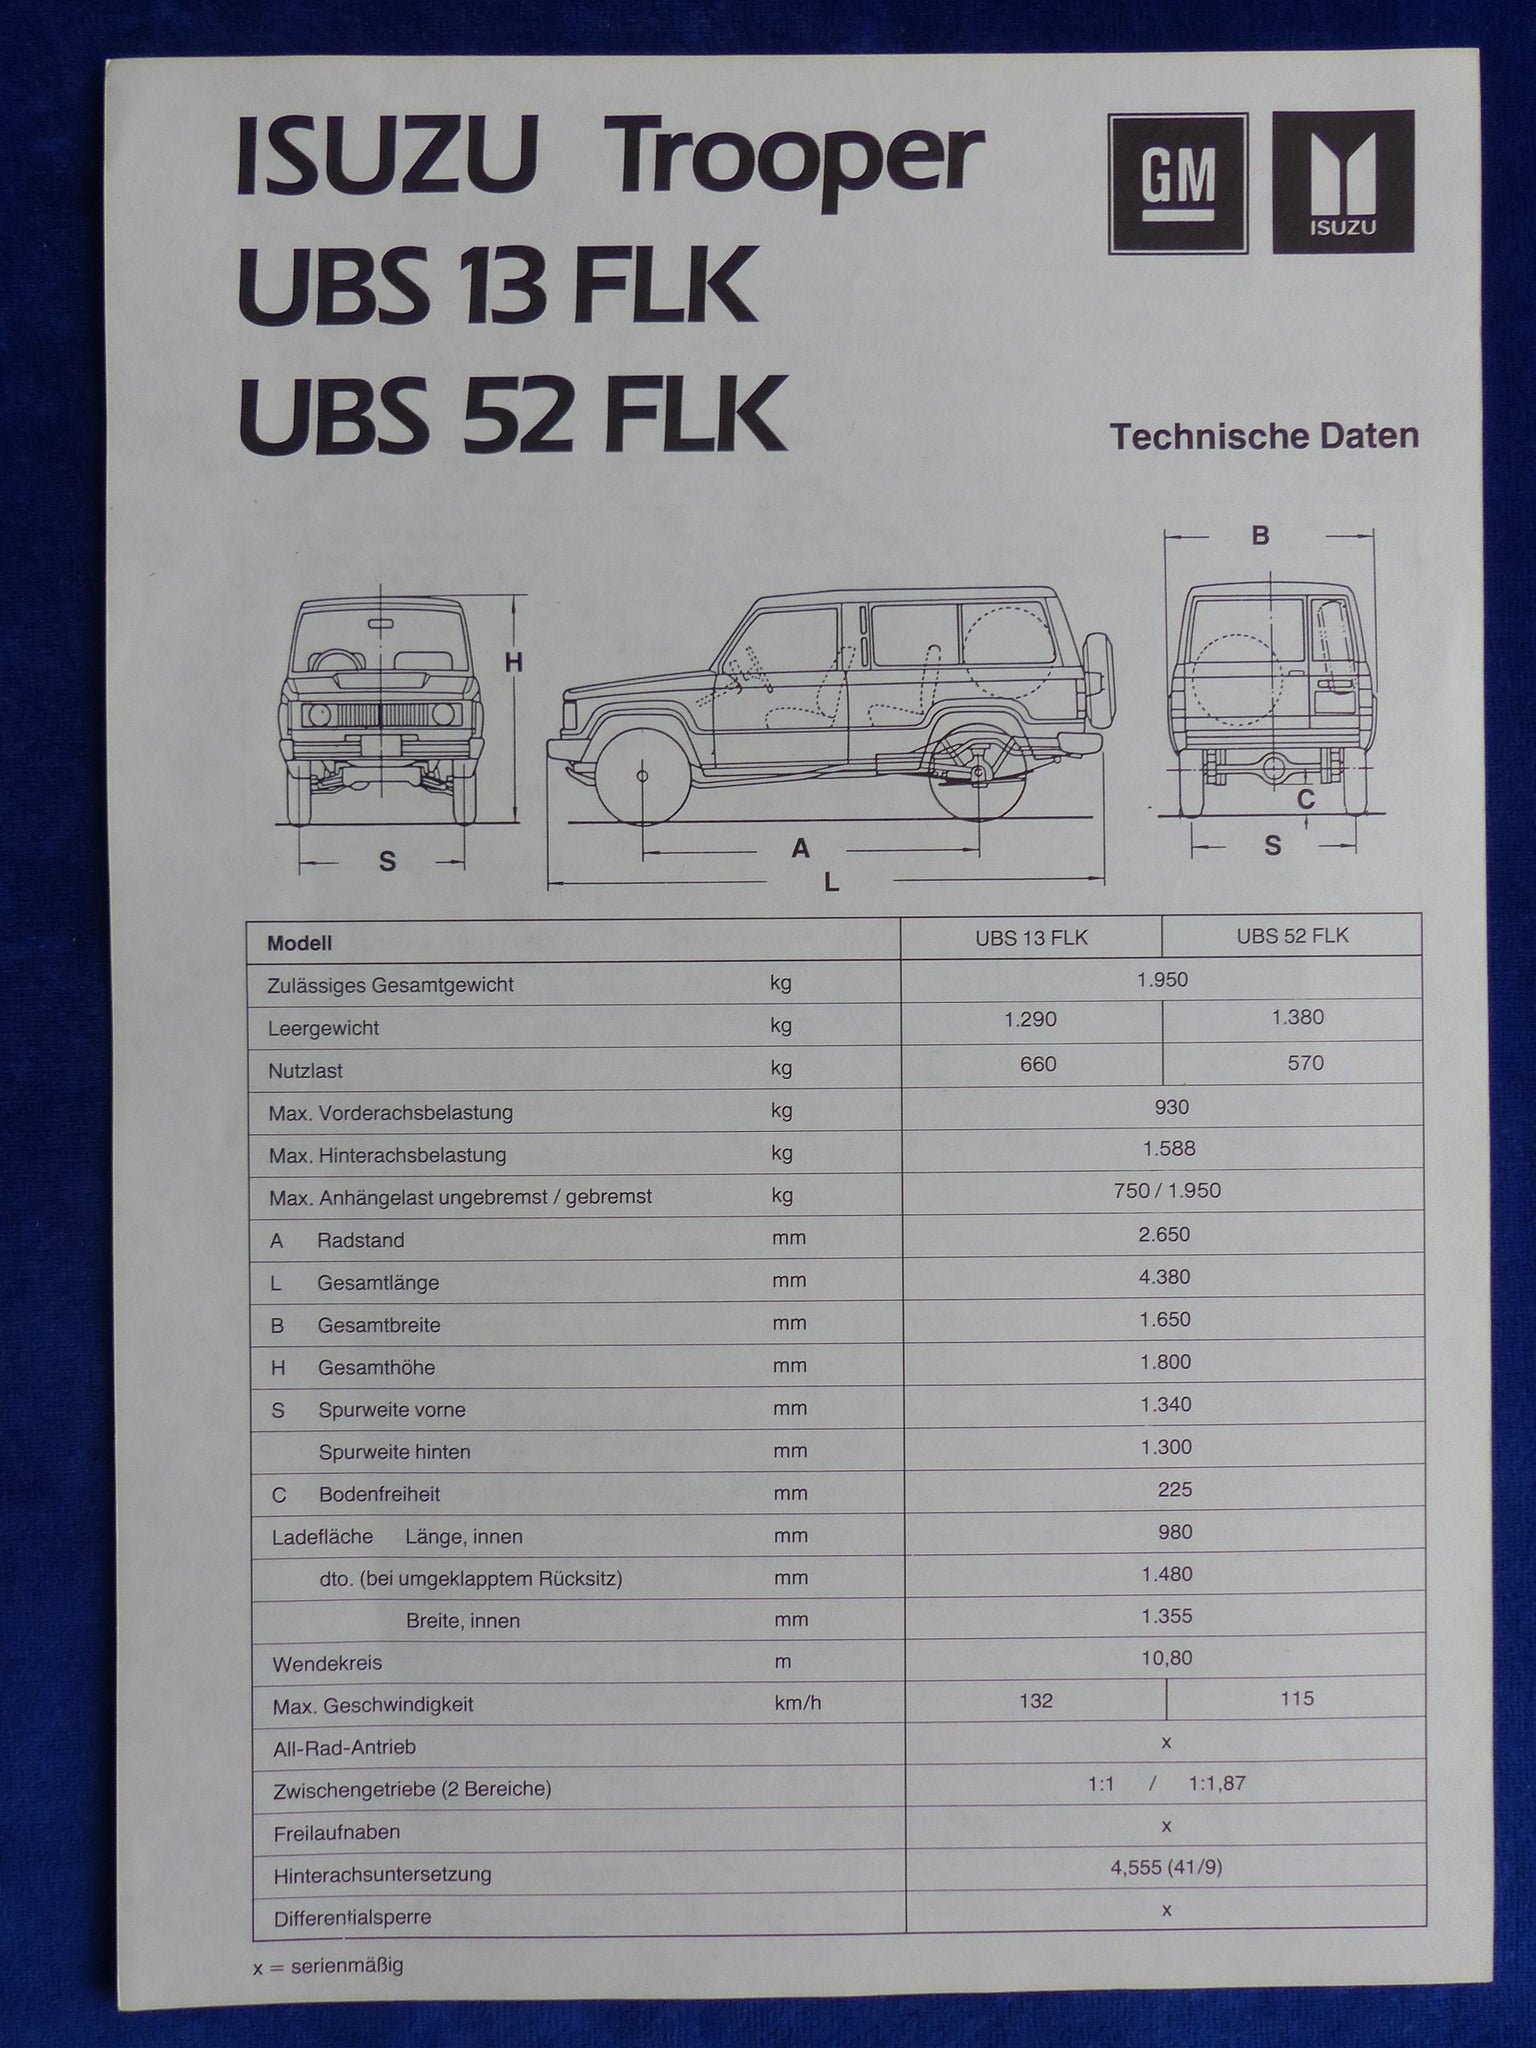 ISUZU Trooper
UBS 13 FLK
UBS 52 FLK
GM
ISUZU
Technische Daten
B
H
C
S
A
S
L
Modell UBS 13 FLK UBS 52 FLK
Zulässiges Gesamtgewicht kg 1.950
Leergewicht kg 1.290 1.380
Nutzlast kg 660 570
Max. Vorderachsbelastung kg 930
Max. Hinterachsbelastung kg 1.588
Max. Anhängelast ungebremst / gebremst kg 750 / 1.950
A Radstand mm 2.650
L Gesamtlänge mm 4.380
B Gesamtbreite mm 1.650
H Gesamthöhe mm 1.800
S Spurweite vorne mm 1.340
Spurweite hinten mm 1.300
C Bodenfreiheit mm 225
Ladefläche Länge, innen mm 980
dto. (bei umgeklapptem Rücksitz) mm 1.480
Breite, innen mm 1.355
Wendekreis m 10,80
Max. Geschwindigkeit km/h 132 115
All-Rad-Antrieb x
Zwischengetriebe (2 Bereiche) 1:1 / 1:1,87
Freilaufnaben x
Hinterachsuntersetzung 4,555 (41/9)
Differentialsperre x
x = serienmäßig